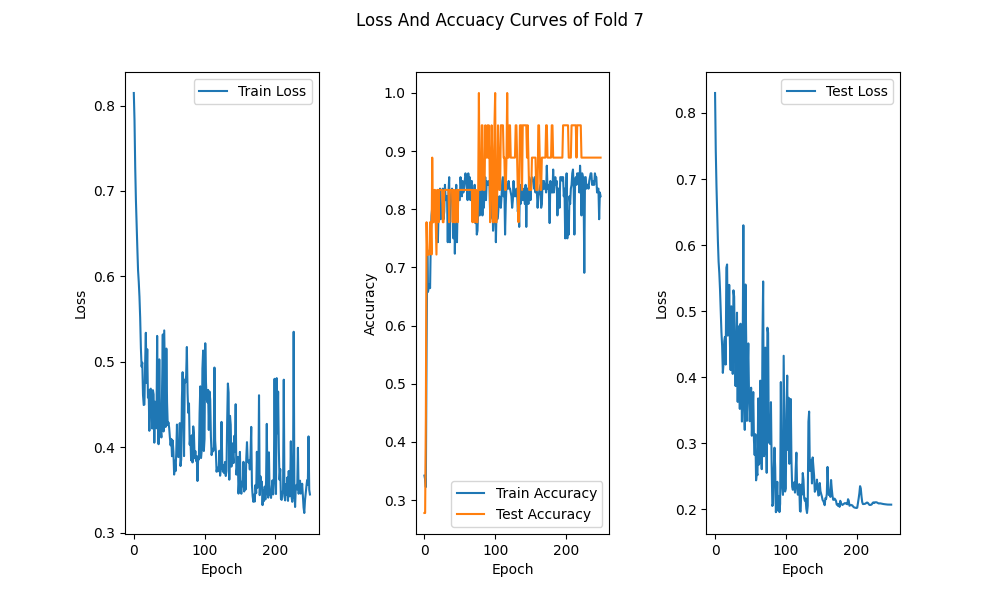 Loss And Accuacy Curves of Fold 7
Train Loss
0.8
0.7
0.6
0.5
0.4
0.3
Loss
0
100
200
Epoch
1.0
0.9
0.8
0.7
0.6
0.5
0.4
0.3
Accuracy
Train Accuracy
Test Accuracy
0
100
200
Epoch
Test Loss
0.8
0.7
0.6
0.5
0.4
0.3
0.2
Loss
0
100
200
Epoch